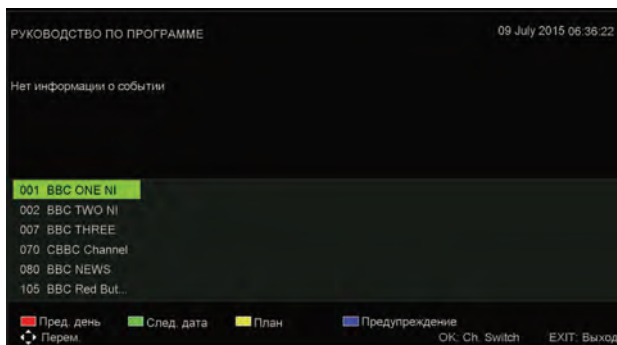 РУКОВОДСТВО ПО ПРОГРАММЕ 09 July 2015 06:36:22
Нет информации о событии
001 BBC ONE NI
002 BBC TWO NI
007 BBC THREE
070 CBBC Channel
080 BBC NEWS
105 BBC Red But...
Пред. день След. дата План Предупреждение
Перем. OK: Ch. Switch EXIT: Выход